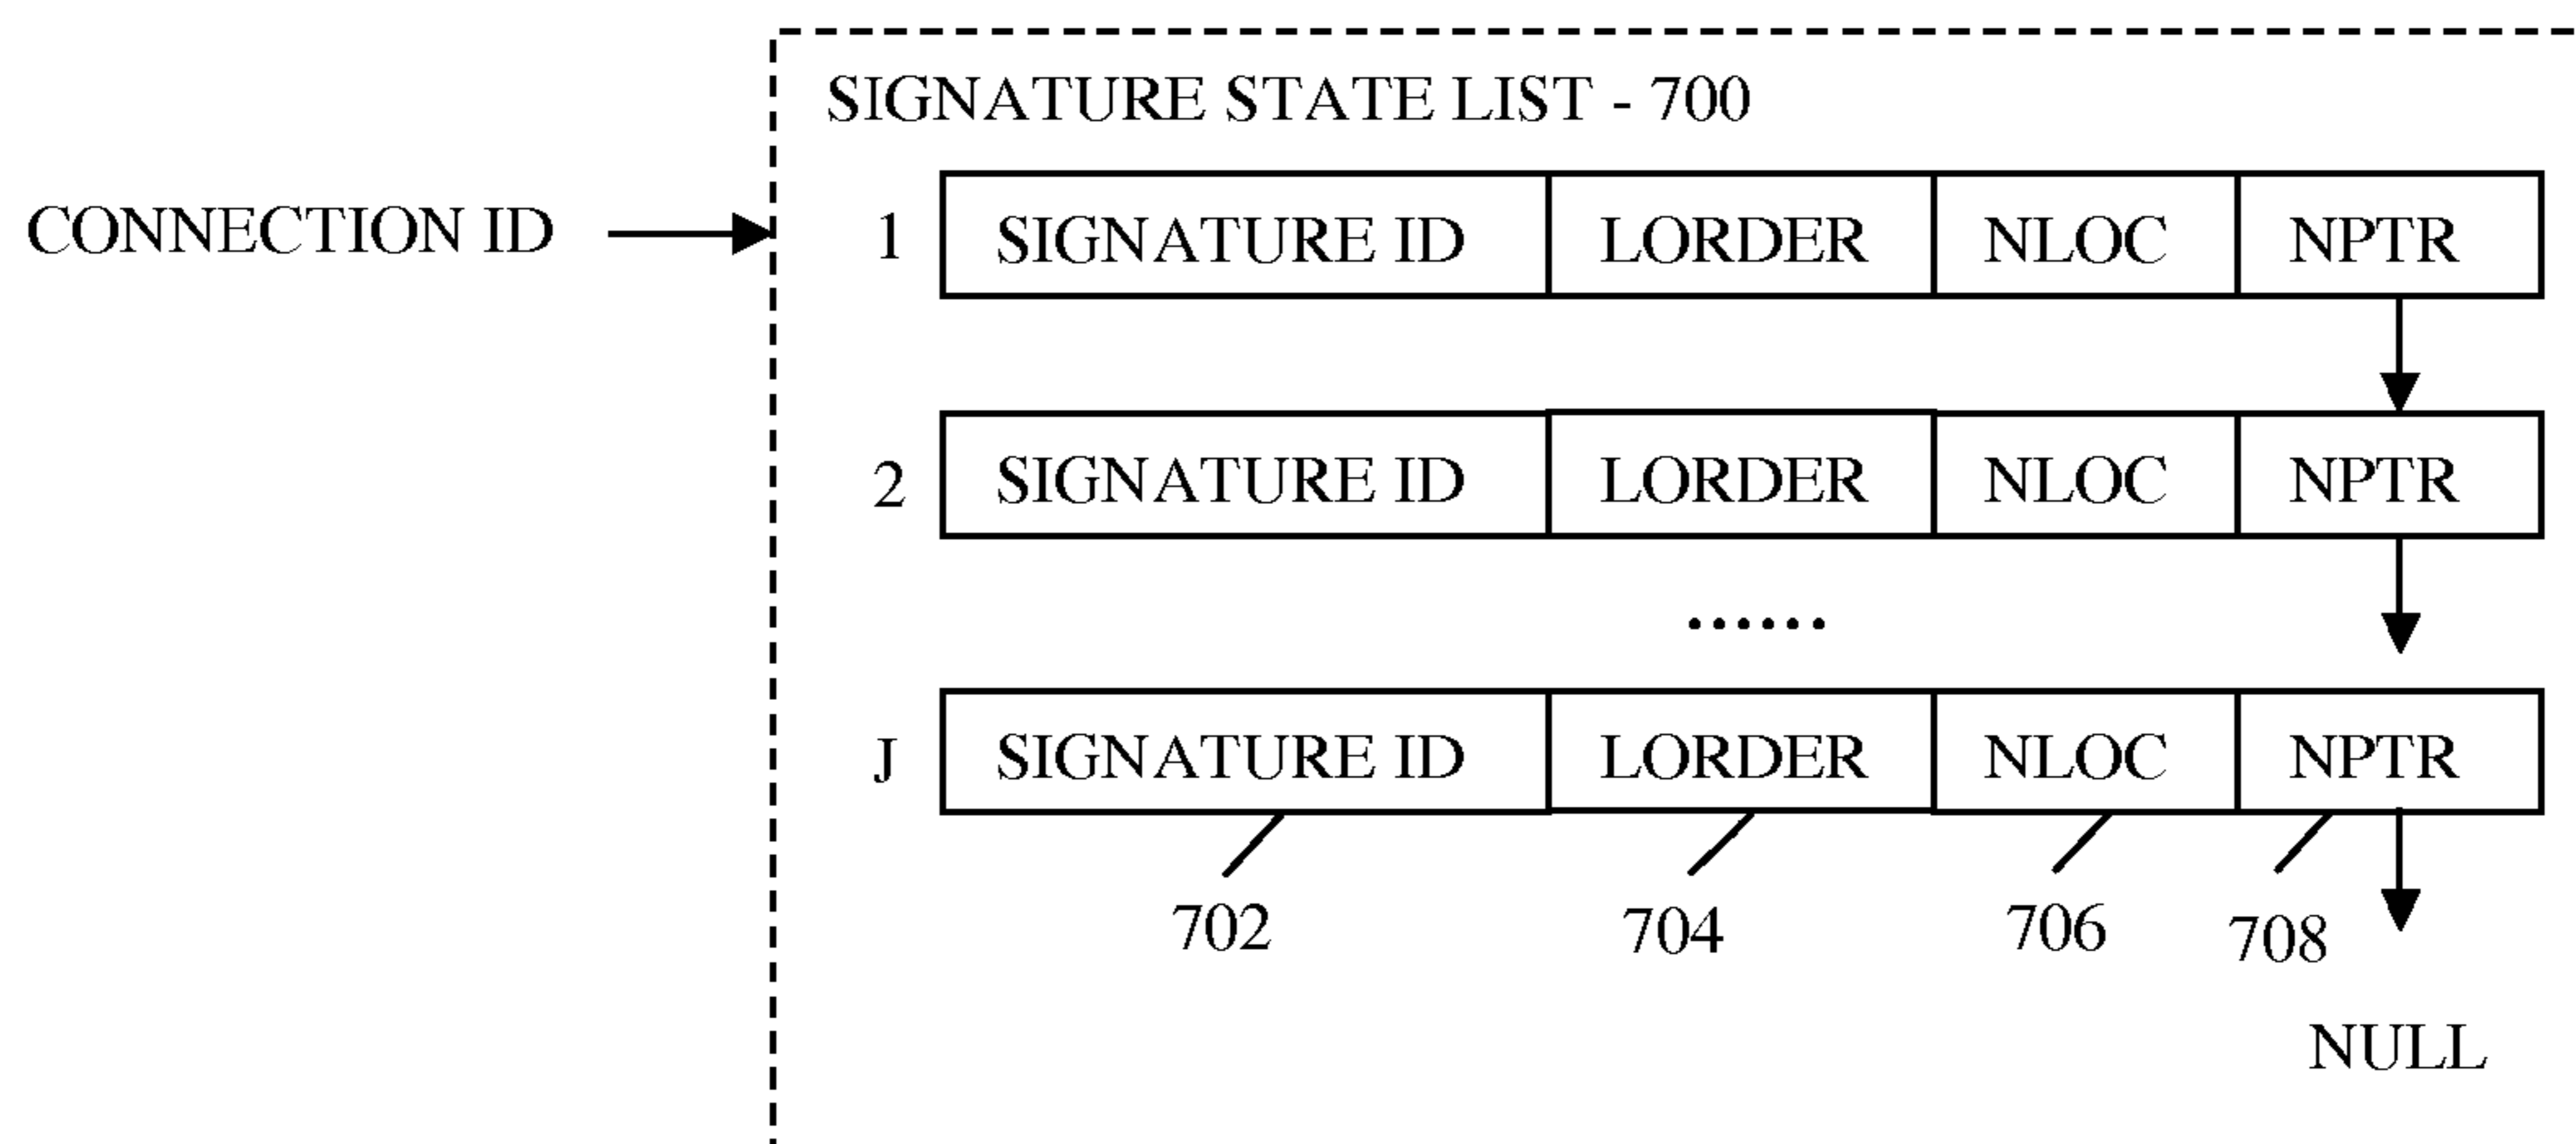 SIGNATURE STATE LIST - 700
CONNECTION ID
1 SIGNATURE ID LORDER NLOC NPTR
2 SIGNATURE ID LORDER NLOC NPTR
......
J SIGNATURE ID LORDER NLOC NPTR
702 704 706 708
NULL